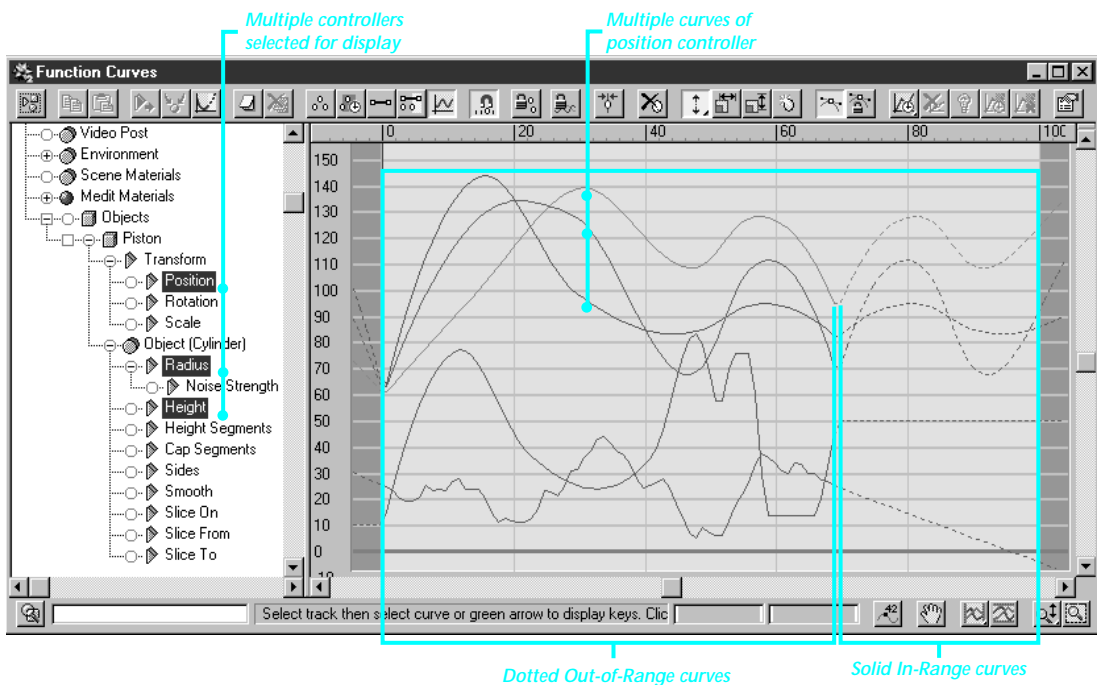 Multiple controllers
selected for display
Multiple curves of
position controller
Function Curves
0 20 40 60 80 100
Video Post
Environment
Scene Materials
Medit Materials
Objects
Piston
Transform
Position
Rotation
Scale
Object (Cylinder)
Radius
Noise Strength
Height
Height Segments
Cap Segments
Sides
Smooth
Slice On
Slice From
Slice To
150
140
130
120
110
100
90
80
70
60
50
40
30
20
10
0
Select track then select curve or green arrow to display keys. Clic
42
Dotted Out-of-Range curves
Solid In-Range curves